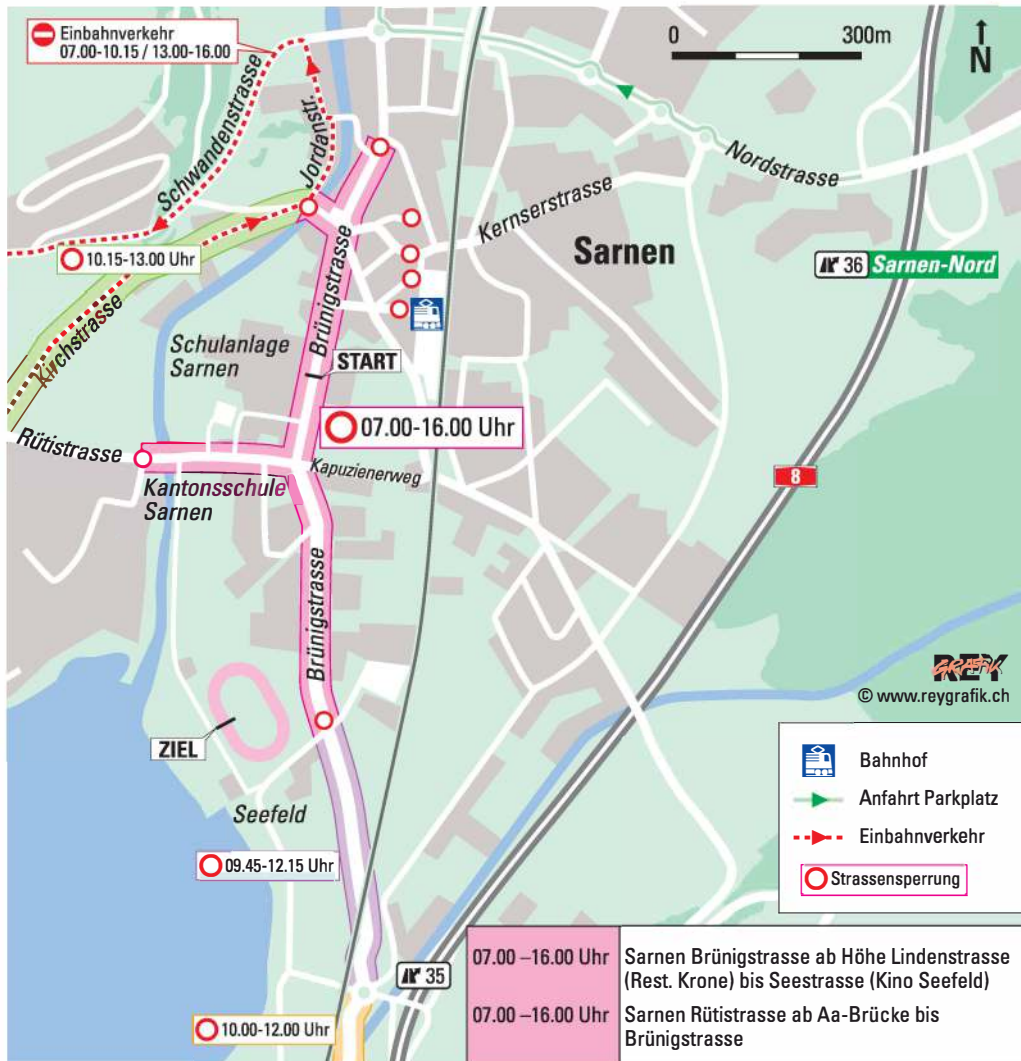 Einbahnverkehr
07.00-10.15 / 13.00-16.00
0 300m
N
Schwandenstrasse
Jordanstr.
Nordstrasse
Kernserstrasse
Sarnen
36 Sarnen-Nord
10.15-13.00 Uhr
Kirchstrasse
Brünigstrasse
Schulanlage
Sarnen
START
07.00-16.00 Uhr
Rütistrasse
Kapuzienerweg
8
Kantonsschule
Sarnen
Brünigstrasse
REY
GRAFIK
© www.reygrafik.ch
ZIEL
Seefeld
Bahnhof
Anfahrt Parkplatz
Einbahnverkehr
Strassensperrung
09.45-12.15 Uhr
35
10.00-12.00 Uhr
07.00 –16.00 Uhr Sarnen Brünigstrasse ab Höhe Lindenstrasse
(Rest. Krone) bis Seestrasse (Kino Seefeld)
07.00 –16.00 Uhr Sarnen Rütistrasse ab Aa-Brücke bis
Brünigstrasse